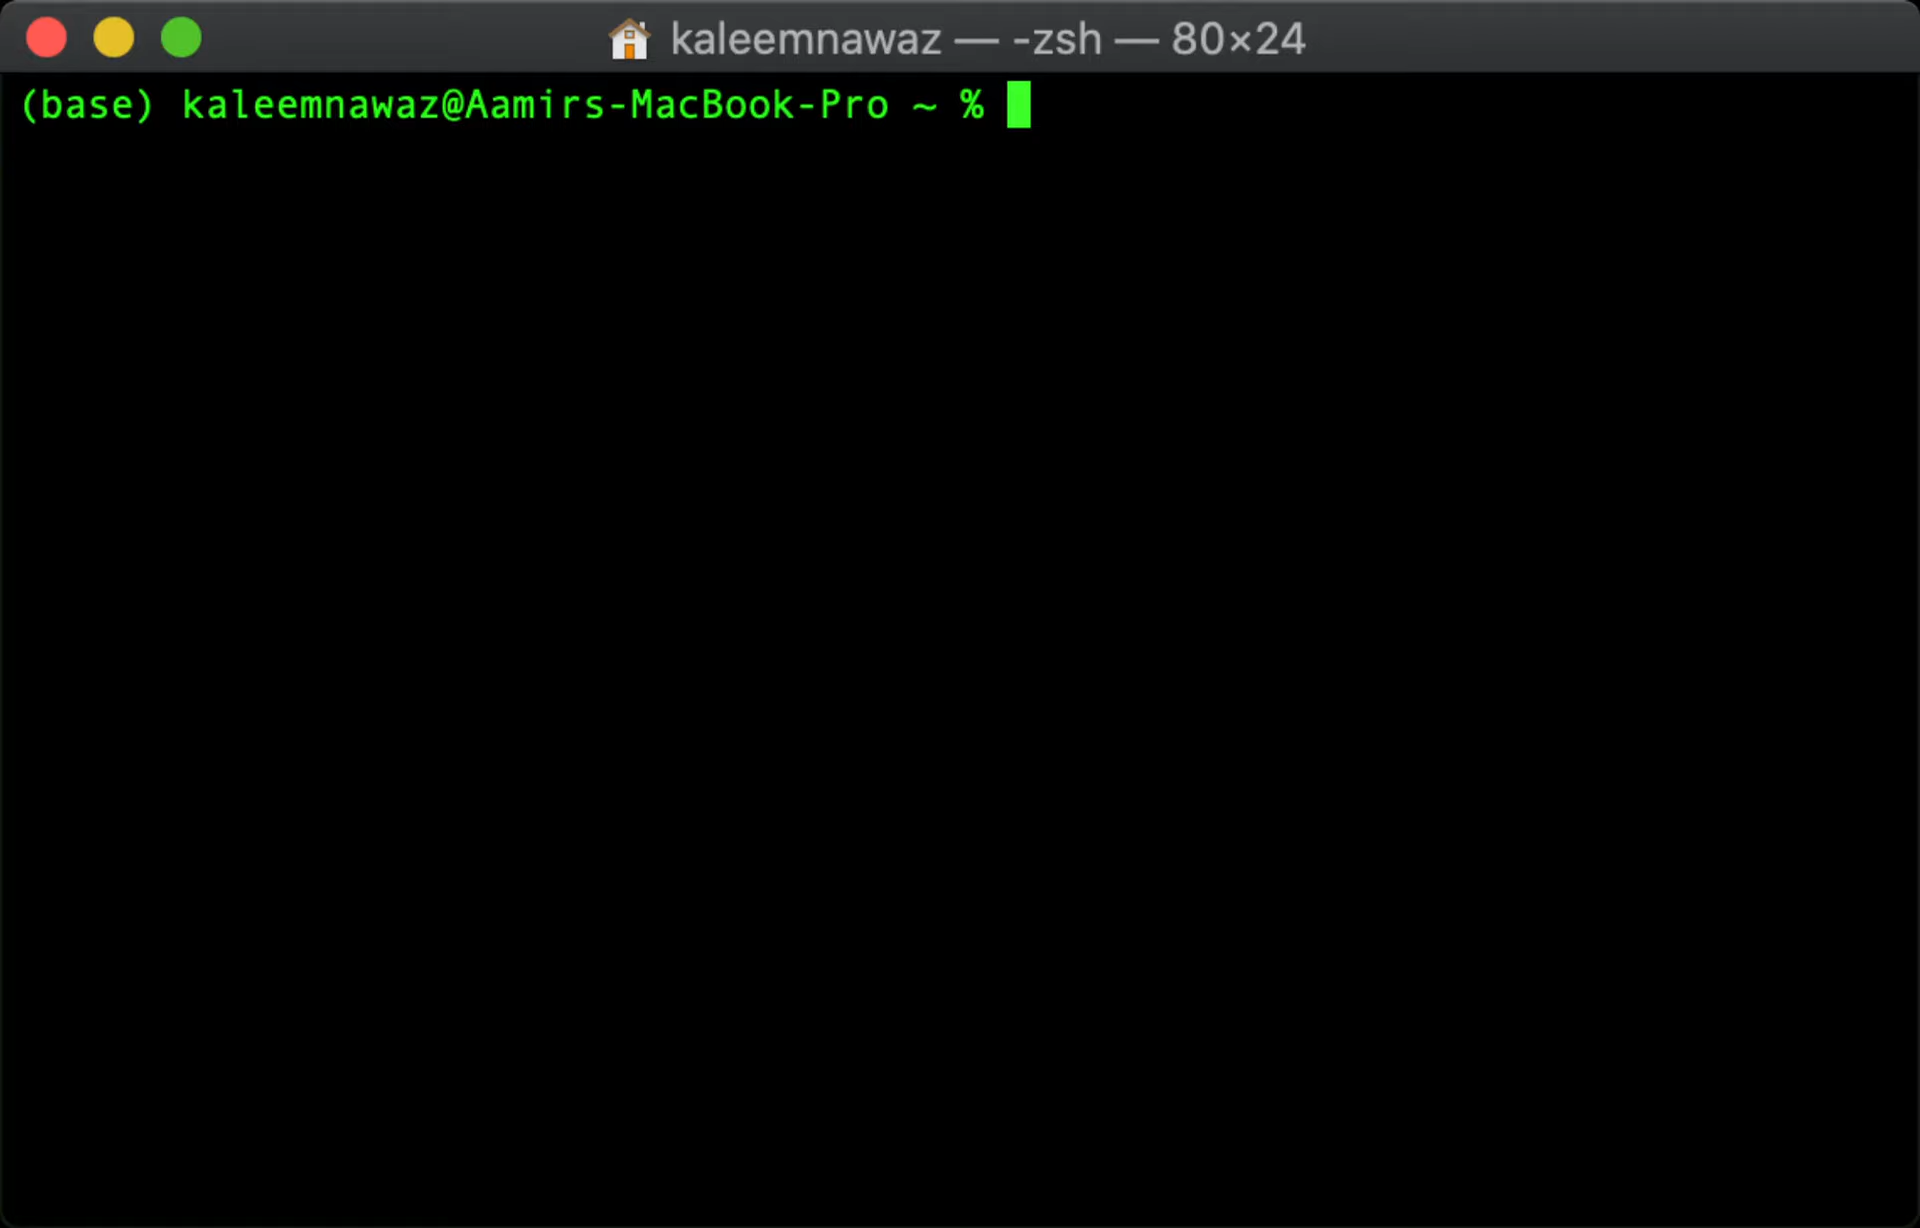 kaleemnawaz — -zsh — 80×24
(base) kaleemnawaz@Aamirs-MacBook-Pro ~ %